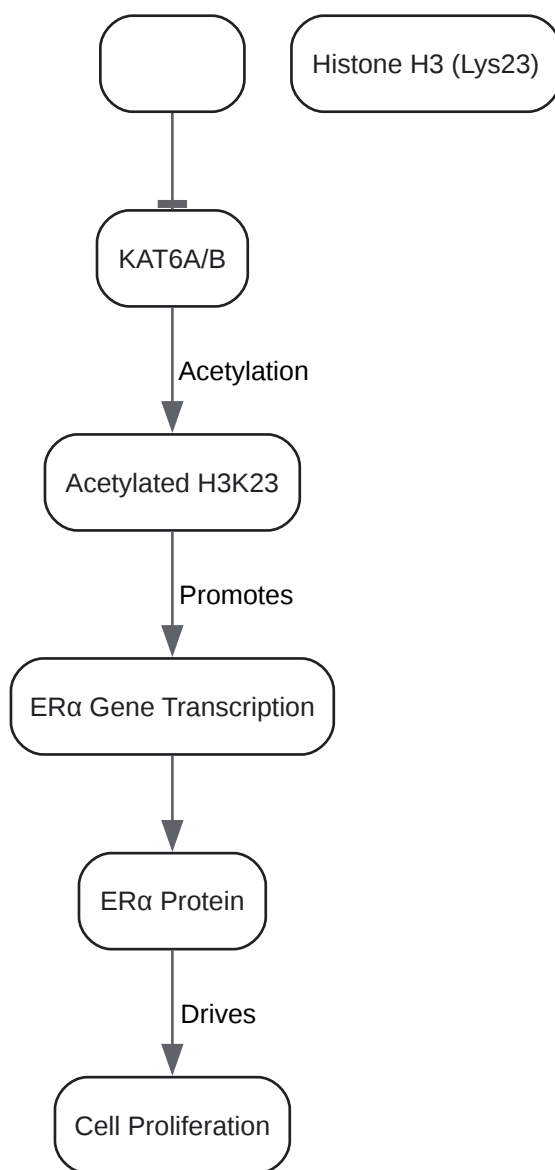 Histone H3 (Lys23)
KAT6A/B
Acetylation
Acetylated H3K23
Promotes
ERα Gene Transcription
ERα Protein
Drives
Cell Proliferation